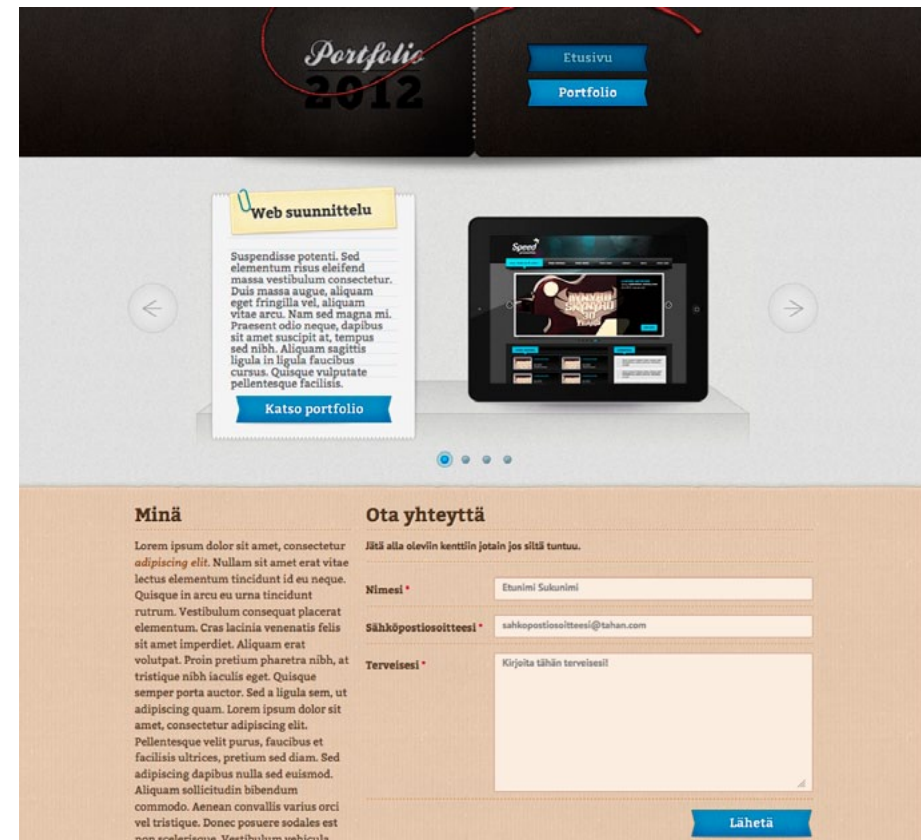 Portfolio
2012
Etusivu
Portfolio
Web suunnittelu
Suspendisse potenti. Sed
elementum risus eleifend
massa vestibulum consectetur.
Duis massa augue, aliquam
eget fringilla vel, aliquam
vitae arcu. Nam sed magna mi.
Praesent odio neque, dapibus
sit amet suscipit at, tempus
sed nibh. Aliquam sagittis
ligula in ligula faucibus
cursus. Quisque vulputate
pellentesque facilisis.
Katso portfolio
Speed
Minä
Lorem ipsum dolor sit amet, consectetur
adipiscing elit. Nullam sit amet erat vitae
lectus elementum tincidunt id eu neque.
Quisque in arcu eu urna tincidunt
rutrum. Vestibulum consequat placerat
elementum. Cras lacinia venenatis felis
sit amet imperdiet. Aliquam erat
volutpat. Proin pretium pharetra nibh, at
tristique nibh iaculis eget. Quisque
semper porta auctor. Sed a ligula sem, ut
adipiscing quam. Lorem ipsum dolor sit
amet, consectetur adipiscing elit.
Pellentesque velit purus, faucibus et
facilisis ultrices, pretium sed diam. Sed
adipiscing dapibus nulla sed euismod.
Aliquam sollicitudin bibendum
commodo. Aenean convallis varius orci
vel tristique. Donec posuere sodales est
non scelerisque. Vestibulum vehicula
Ota yhteyttä
Jätä alla oleviin kenttiin jotain jos siltä tuntuu.
Nimesi *
Etunimi Sukunimi
Sähköpostiosoitteesi *
sahkopostiosoitteesi@tahan.com
Terveisesi *
Kirjoita tähän terveisesi!
Lähetä